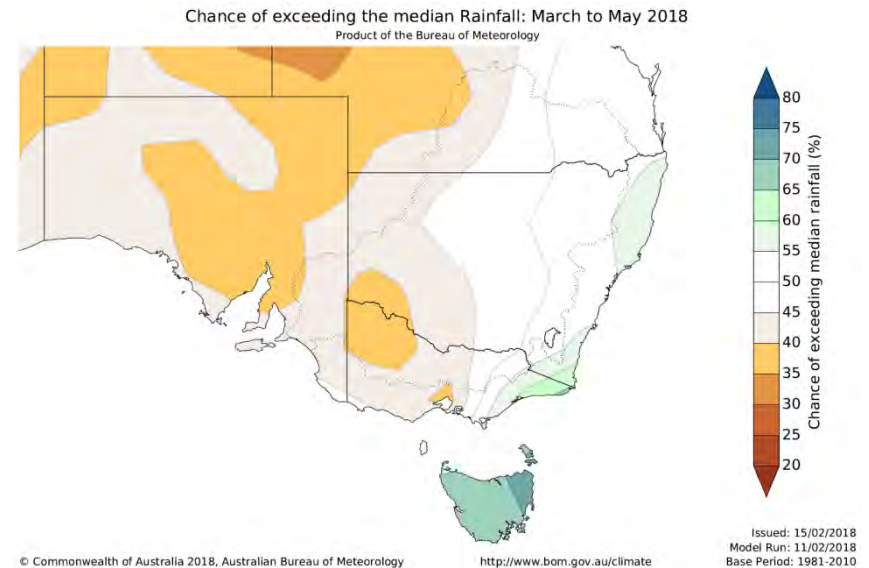 Chance of exceeding the median Rainfall: March to May 2018
Product of the Bureau of Meteorology
80
75
70
65
60
55
50
45
40
35
30
25
20
Chance of exceeding median rainfall (%)
Issued: 15/02/2018
Model Run: 11/02/2018
© Commonwealth of Australia 2018, Australian Bureau of Meteorology
http://www.bom.gov.au/climate
Base Period: 1981-2010